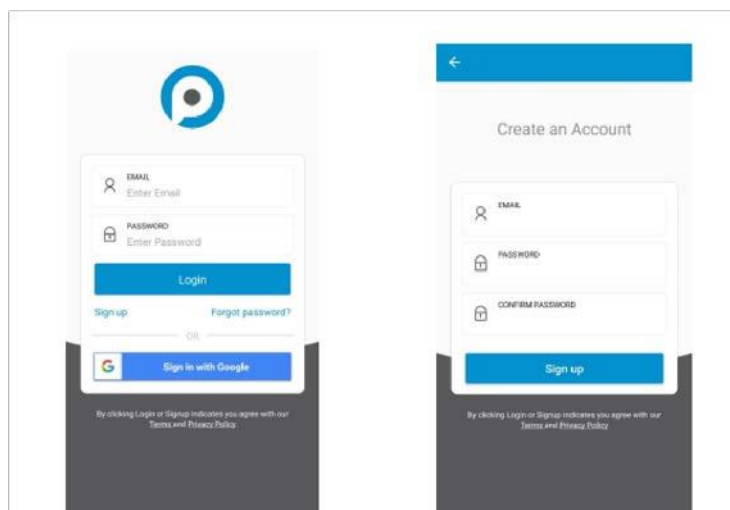 EMAIL
Enter Email
PASSWORD
Enter Password
Login
Sign up
Forgot password?
OR
Sign in with Google
By clicking Login or Signup indicates you agree with our
Terms and Privacy Policy
Create an Account
EMAIL
PASSWORD
CONFIRM PASSWORD
Sign up
By clicking Login or Signup indicates you agree with our
Terms and Privacy Policy